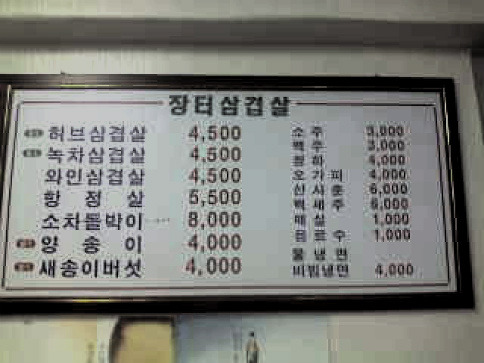 장터삼겹살
허브삼겹살 4,500
녹차삼겹살 4,500
와인삼겹살 4,500
항정살 5,500
소차돌박이 8,000
양송이 4,000
새송이버섯 4,000
소주 3,000
맥주 3,000
청하 4,000
오가피 4,000
산사춘 6,000
백세주 6,000
매실 1,000
음료수 1,000
물냉면
비빔냉면 4,000